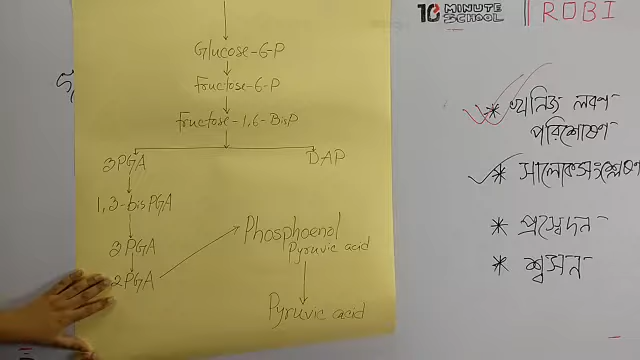 10 MINUTE SCHOOL
ROBI
Glucose-6-P
Fructose-6-P
Fructose-1,6-BisP
3PGA
DAP
1,3-bisPGA
3PGA
2PGA
Phosphoenol
Pyruvic acid
Pyruvic acid
* খনিজ লবণ
পরিশোষণ
* সালোকসংশ্লেষণ
* প্রস্বেদন
* শ্বসন